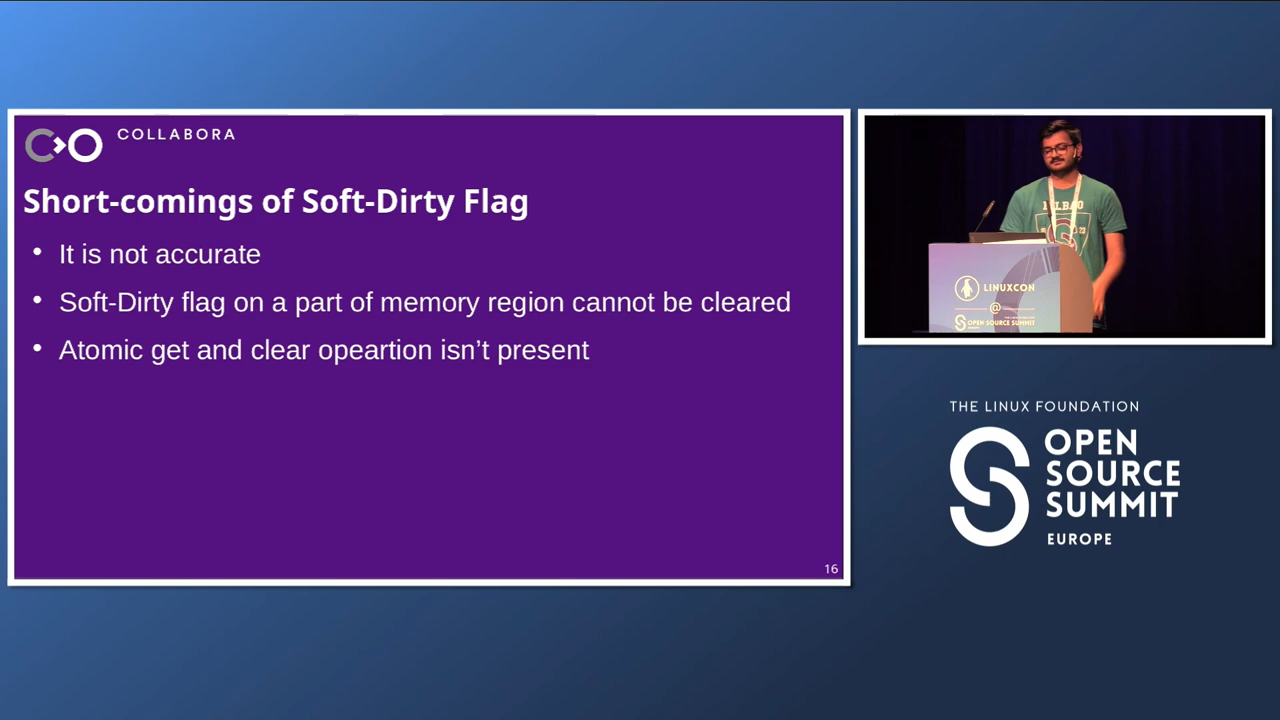 COLLABORA
Short-comings of Soft-Dirty Flag
• It is not accurate
• Soft-Dirty flag on a part of memory region cannot be cleared
• Atomic get and clear opeartion isn’t present
16
BILBAO
23
LINUXCON
@
OPEN SOURCE SUMMIT
THE LINUX FOUNDATION
OPEN
SOURCE
SUMMIT
EUROPE